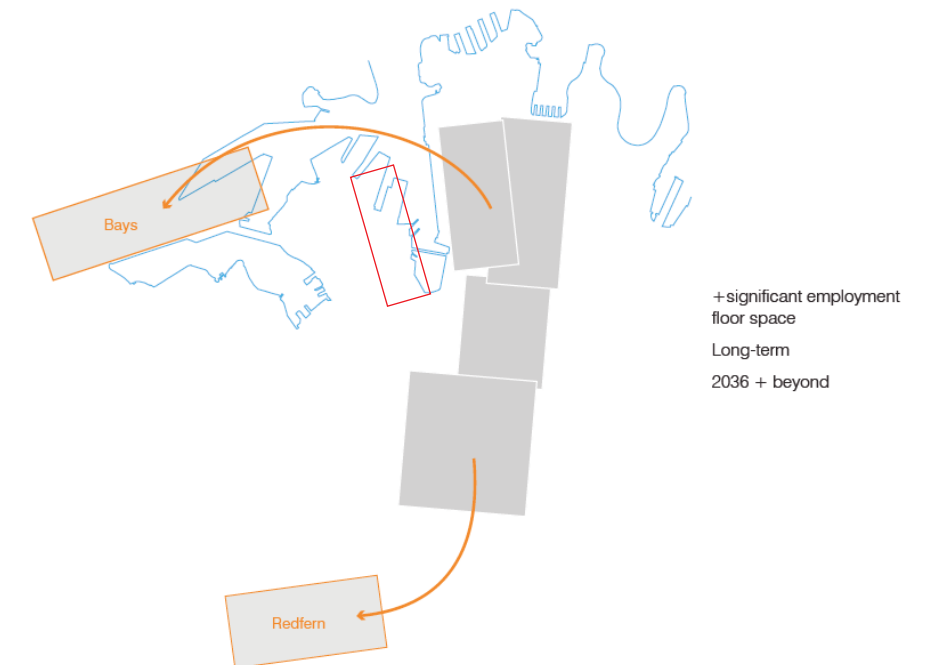 Bays
+significant employment
floor space
Long-term
2036 + beyond
Redfern